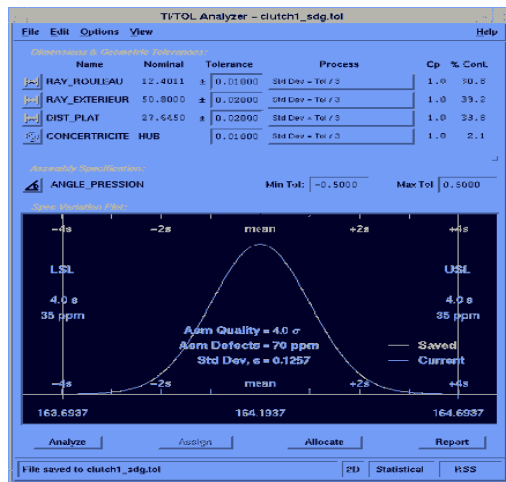 TI/TOL Analyzer – clutch1_sdg.tol
File Edit Options View Help
Dimensions & Geometric Tolerances:
Name Nominal Tolerance Process Cp % Cont.
RAY_ROULEAU 12.4011 ± 0.01000 Std Dev = Tol / 3 1.0 30.8
RAY_EXTERIEUR 50.8000 ± 0.02000 Std Dev = Tol / 3 1.0 33.2
DIST_PLAT 27.6450 ± 0.02000 Std Dev = Tol / 3 1.0 33.8
CONCERTRICITE HUB 0.01000 Std Dev = Tol / 3 1.0 2.1
Assembly Specification:
ANGLE_PRESSION Min Tol: -0.5000 Max Tol 0.5000
Spec Variation Plot:
-4s -2s mean +2s +4s
LSL USL
4.0 s 4.0 s
35 ppm 35 ppm
Asm Quality = 4.0 σ
Asm Defects = 70 ppm Saved
Std Dev, s = 0.1257 Current
-4s -2s mean +2s +4s
163.6937 164.1937 164.6937
Analyze Assign Allocate Report
File saved to clutch1_sdg.tol 2D Statistical RSS